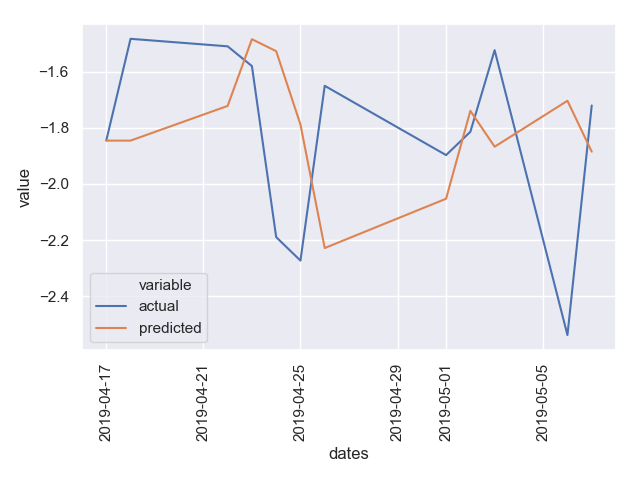 −1.6
−1.8
−2.0
−2.2
−2.4
value
variable
actual
predicted
2019-04-17
2019-04-21
2019-04-25
2019-04-29
2019-05-01
2019-05-05
dates